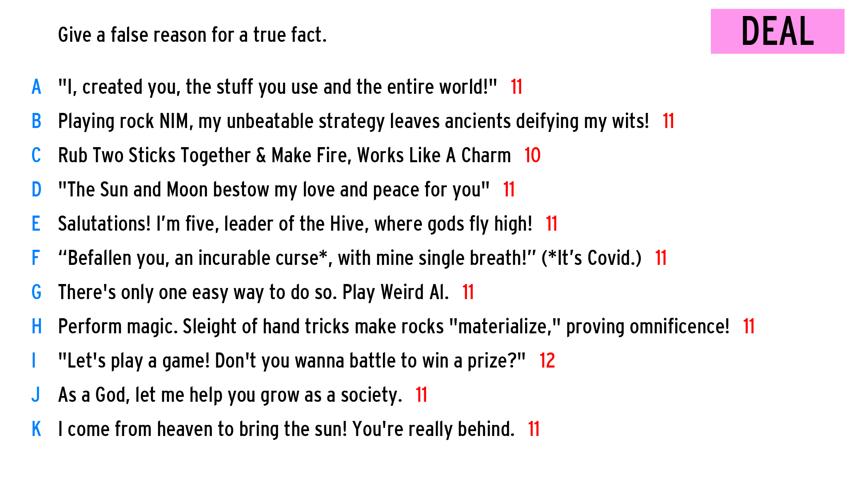 Give a false reason for a true fact.
DEAL
A "I, created you, the stuff you use and the entire world!" 11
B Playing rock NIM, my unbeatable strategy leaves ancients deifying my wits! 11
C Rub Two Sticks Together & Make Fire, Works Like A Charm 10
D "The Sun and Moon bestow my love and peace for you" 11
E Salutations! I’m five, leader of the Hive, where gods fly high! 11
F “Befallen you, an incurable curse*, with mine single breath!” (*It’s Covid.) 11
G There's only one easy way to do so. Play Weird Al. 11
H Perform magic. Sleight of hand tricks make rocks "materialize," proving omnificence! 11
I "Let's play a game! Don't you wanna battle to win a prize?" 12
J As a God, let me help you grow as a society. 11
K I come from heaven to bring the sun! You're really behind. 11